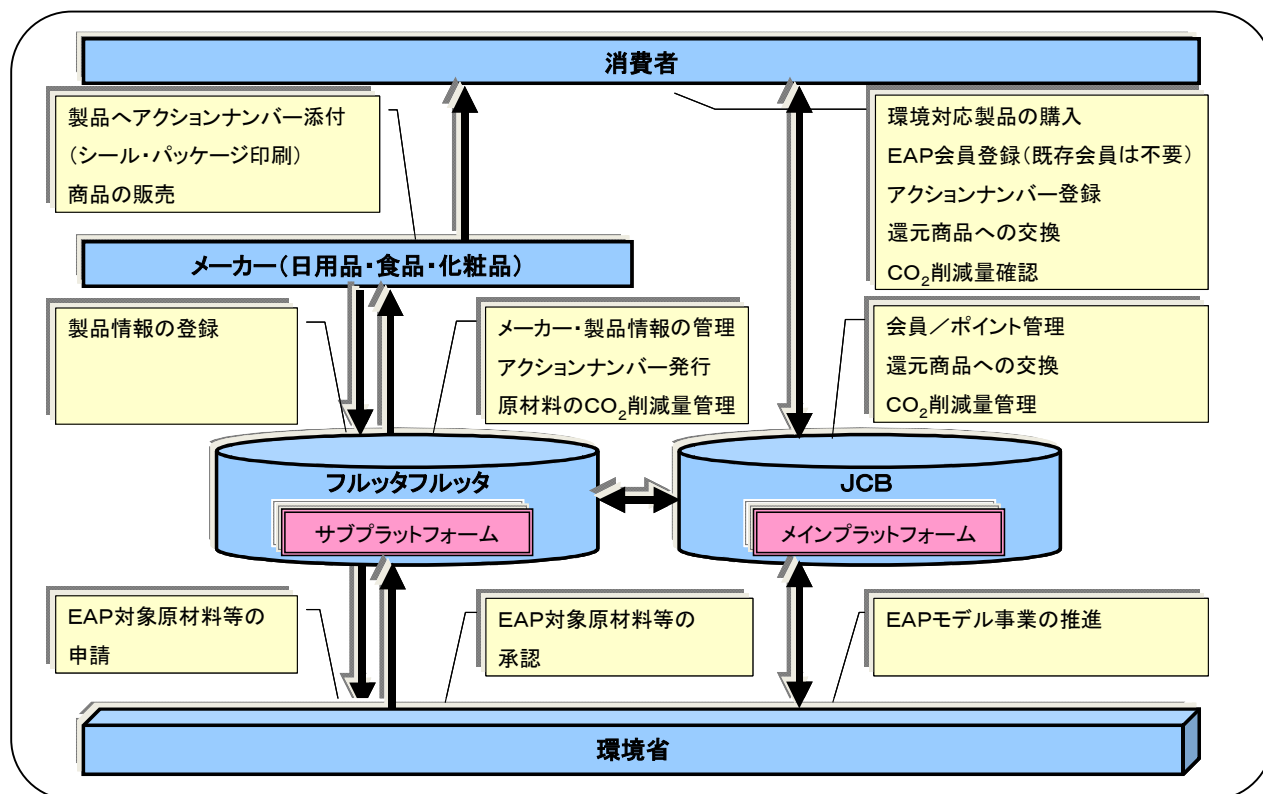 消費者
製品へアクションナンバー添付
（シール・パッケージ印刷）
商品の販売
環境対応製品の購入
EAP会員登録（既存会員は不要）
アクションナンバー登録
還元商品への交換
CO₂削減量確認
メーカー（日用品・食品・化粧品）
製品情報の登録
メーカー・製品情報の管理
アクションナンバー発行
原材料のCO₂削減量管理
会員／ポイント管理
還元商品への交換
CO₂削減量管理
フルッタフルッタ
サブプラットフォーム
JCB
メインプラットフォーム
EAP対象原材料等の
申請
EAP対象原材料等の
承認
EAPモデル事業の推進
環境省